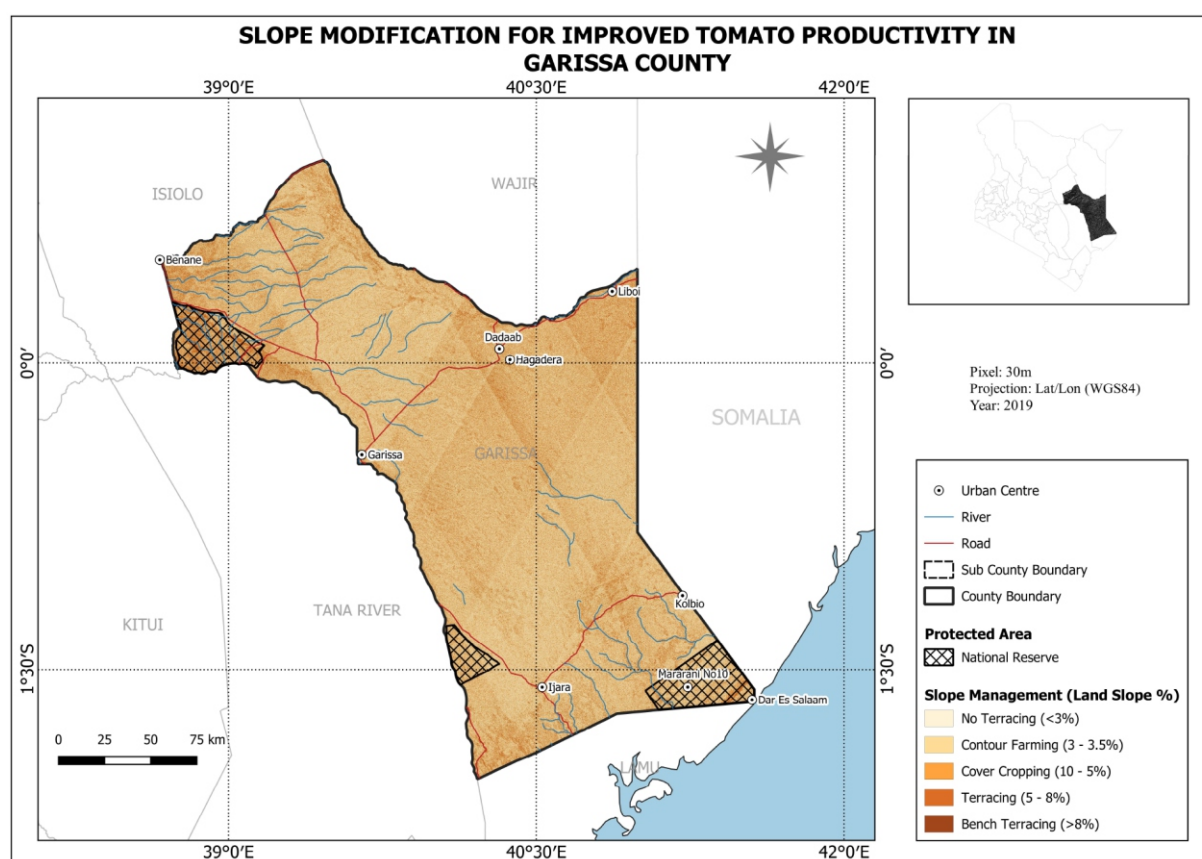 SLOPE MODIFICATION FOR IMPROVED TOMATO PRODUCTIVITY IN
GARISSA COUNTY
39°0'E
40°30'E
42°0'E
ISIOLO
WAJIR
Benane
Liboi
Dadaab
Hagadera
0°0'
0°0'
SOMALIA
Garissa
GARISSA
TANA RIVER
KITUI
Kolbio
1°30'S
1°30'S
Mararani No10
Ijara
Dar Es Salaam
LAMU
0 25 50 75 km
39°0'E
40°30'E
42°0'E
Pixel: 30m
Projection: Lat/Lon (WGS84)
Year: 2019
Urban Centre
River
Road
Sub County Boundary
County Boundary
Protected Area
National Reserve
Slope Management (Land Slope %)
No Terracing (<3%)
Contour Farming (3 - 3.5%)
Cover Cropping (10 - 5%)
Terracing (5 - 8%)
Bench Terracing (>8%)